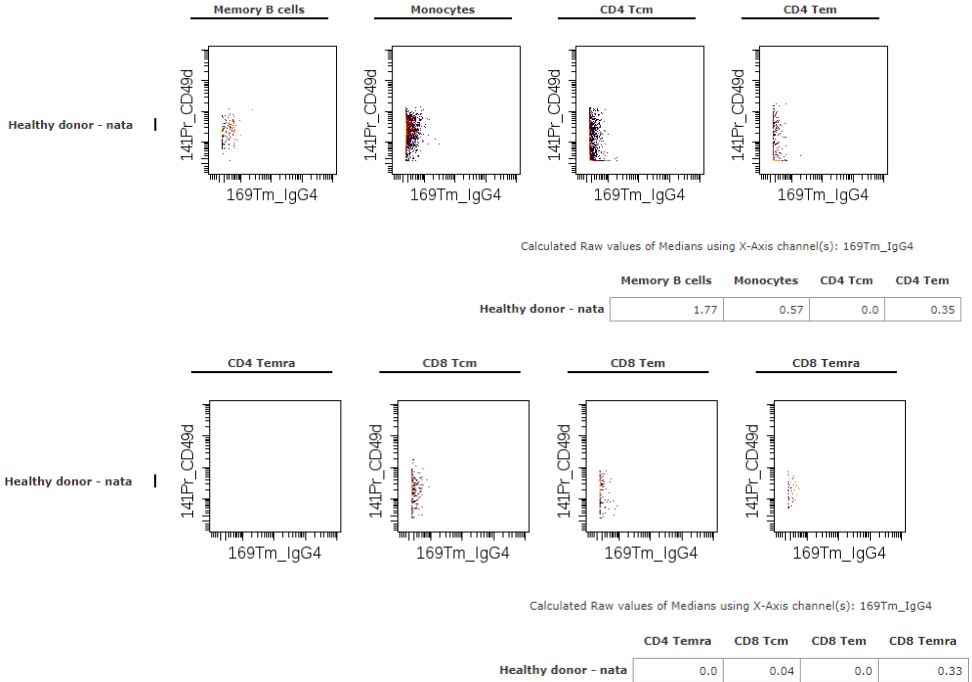 Memory B cells Monocytes CD4 Tcm CD4 Tem
Healthy donor - nata
141Pr_CD49d 141Pr_CD49d 141Pr_CD49d 141Pr_CD49d
169Tm_IgG4 169Tm_IgG4 169Tm_IgG4 169Tm_IgG4
Calculated Raw values of Medians using X-Axis channel(s): 169Tm_IgG4
Memory B cells Monocytes CD4 Tcm CD4 Tem
Healthy donor - nata 1.77 0.57 0.0 0.35
CD4 Temra CD8 Tcm CD8 Tem CD8 Temra
Healthy donor - nata
141Pr_CD49d 141Pr_CD49d 141Pr_CD49d 141Pr_CD49d
169Tm_IgG4 169Tm_IgG4 169Tm_IgG4 169Tm_IgG4
Calculated Raw values of Medians using X-Axis channel(s): 169Tm_IgG4
CD4 Temra CD8 Tcm CD8 Tem CD8 Temra
Healthy donor - nata 0.0 0.04 0.0 0.33